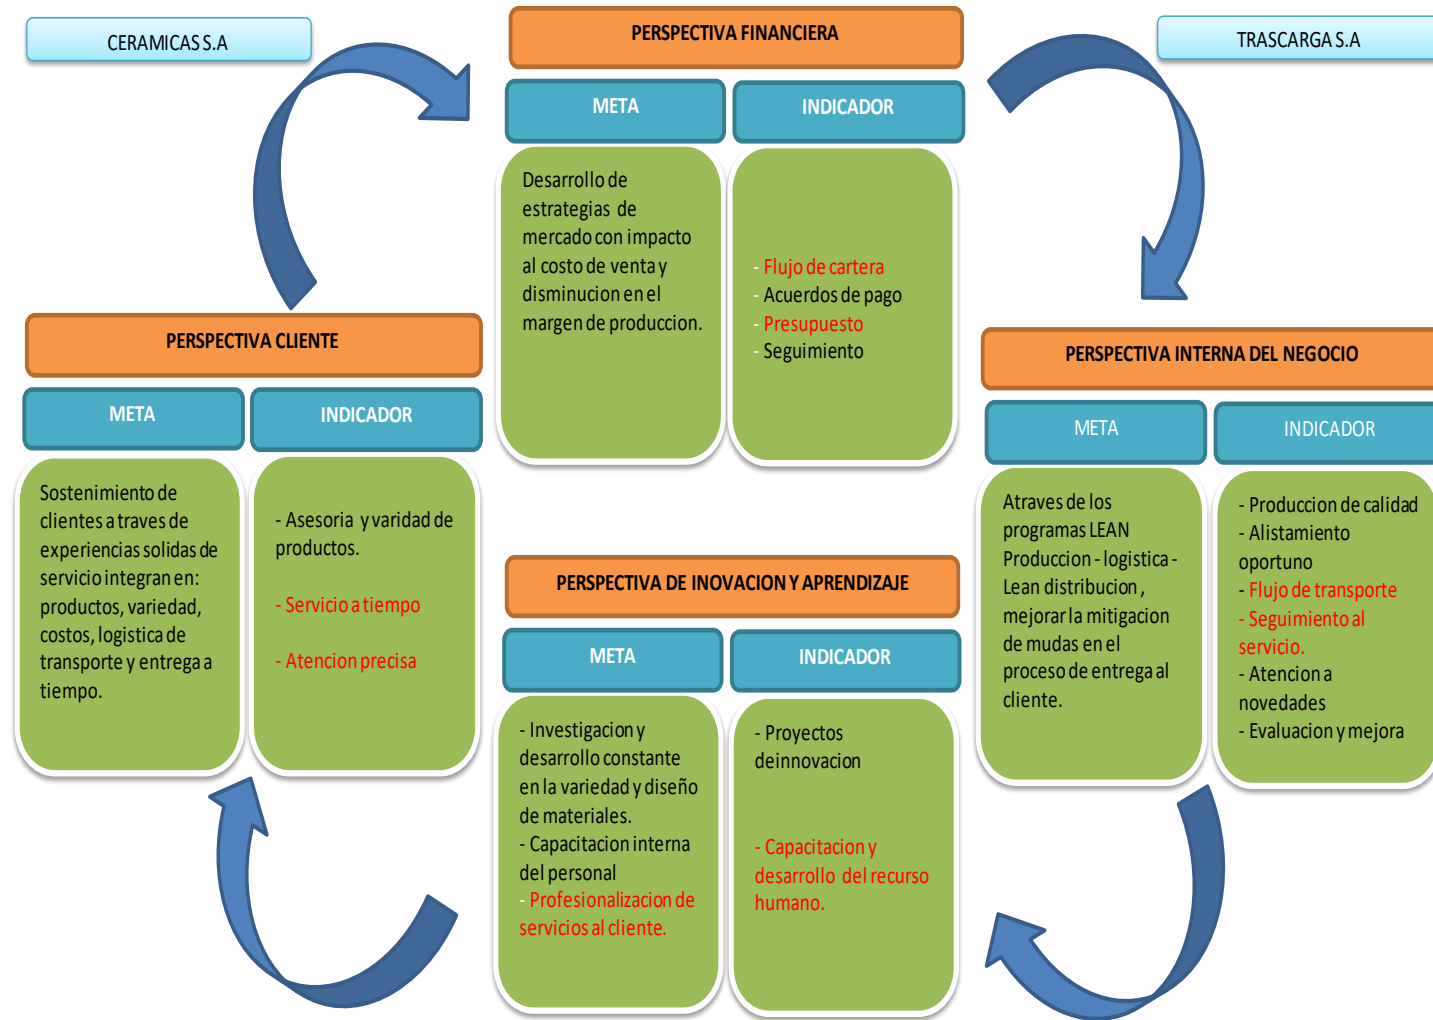 CERAMICAS S.A
PERSPECTIVA FINANCIERA
TRASCARGA S.A
META
INDICADOR
Desarrollo de
estrategias de
mercado con impacto
al costo de venta y
disminucion en el
margen de produccion.
- Flujo de cartera
- Acuerdos de pago
- Presupuesto
- Seguimiento
PERSPECTIVA CLIENTE
META
INDICADOR
Sostenimiento de
clientes a traves de
experiencias solidas de
servicio integran en:
productos, variedad,
costos, logistica de
transporte y entrega a
tiempo.
- Asesoria y varidad de
productos.
- Servicio a tiempo
- Atencion precisa
PERSPECTIVA INTERNA DEL NEGOCIO
META
INDICADOR
Atraves de los
programas LEAN
Produccion - logistica -
Lean distribucion ,
mejorar la mitigacion
de mudas en el
proceso de entrega al
cliente.
- Produccion de calidad
- Alistamiento
oportuno
- Flujo de transporte
- Seguimiento al
servicio.
- Atencion a
novedades
- Evaluacion y mejora
PERSPECTIVA DE INOVACION Y APRENDIZAJE
META
INDICADOR
- Investigacion y
desarrollo constante
en la variedad y diseño
de materiales.
- Capacitacion interna
del personal
- Profesionalizacion de
servicios al cliente.
- Proyectos
deinnovacion
- Capacitacion y
desarrollo del recurso
humano.